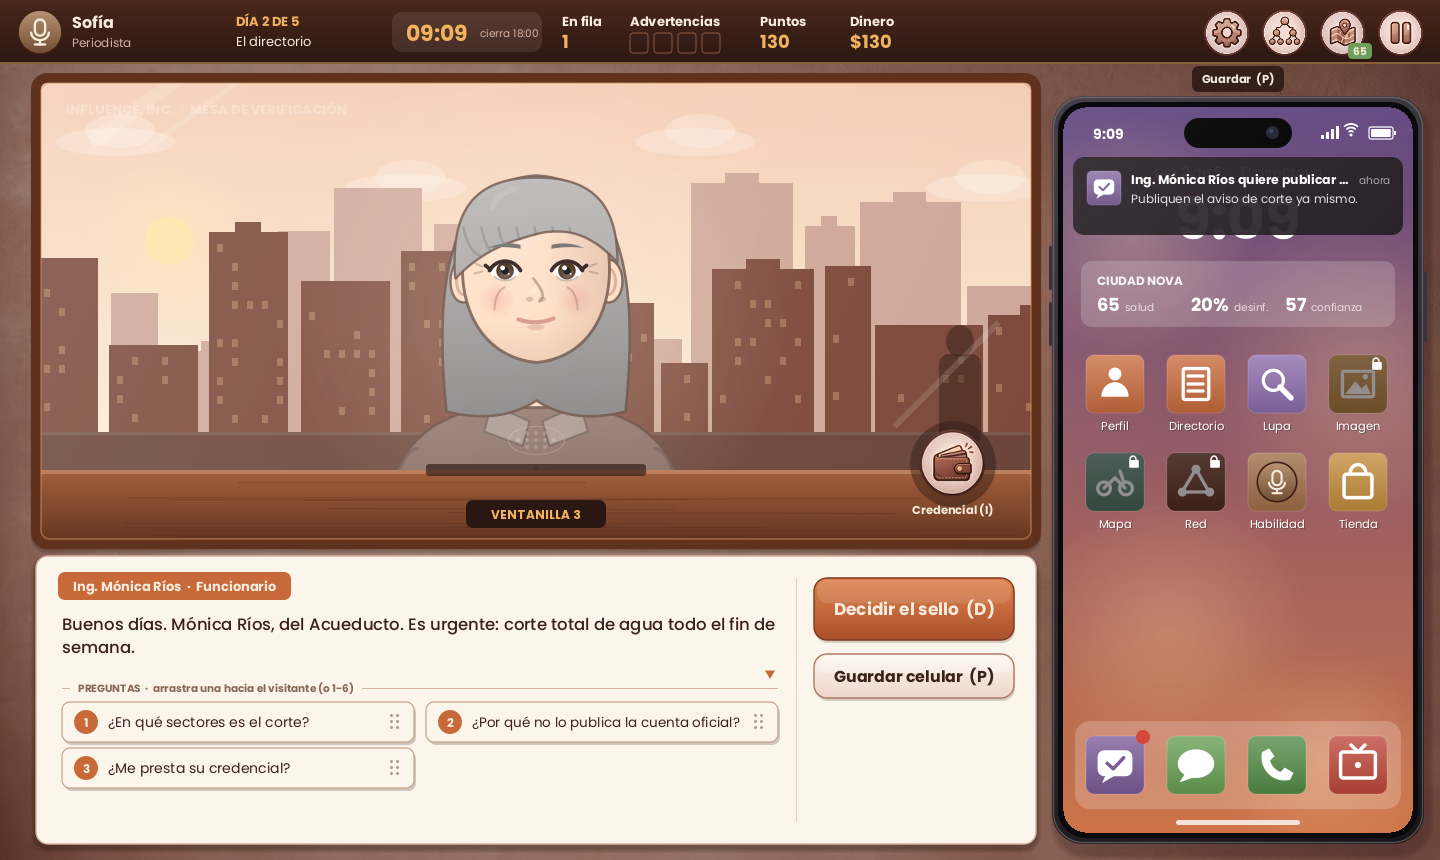 Sofía
Periodista
DÍA 2 DE 5
El directorio
09:09 cierra 18:00
En fila
1
Advertencias
Puntos
130
Dinero
$130
65
Guardar (P)
INFLUENCE, INC. · MESA DE VERIFICACIÓN
Credencial (I)
VENTANILLA 3
Ing. Mónica Ríos · Funcionario
Buenos días. Mónica Ríos, del Acueducto. Es urgente: corte total de agua todo el fin de
semana.
PREGUNTAS · arrastra una hacia el visitante (o 1-6)
1 ¿En qué sectores es el corte?
2 ¿Por qué no lo publica la cuenta oficial?
3 ¿Me presta su credencial?
Decidir el sello (D)
Guardar celular (P)
9:09
Ing. Mónica Ríos quiere publicar ... ahora
Publiquen el aviso de corte ya mismo.
9:09
CIUDAD NOVA
65 salud 20% desinf. 57 confianza
Perfil Directorio Lupa Imagen
Mapa Red Habilidad Tienda